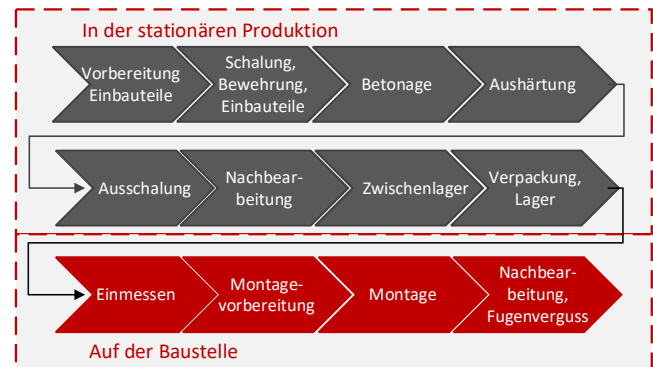 In der stationären Produktion
Vorbereitung
Einbauteile
Schalung,
Bewehrung,
Einbauteile
Betonage
Aushärtung
Ausschalung
Nachbear-
beitung
Zwischenlager
Verpackung,
Lager
Einmessen
Montage-
vorbereitung
Montage
Nachbear-
beitung,
Fugenverguss
Auf der Baustelle